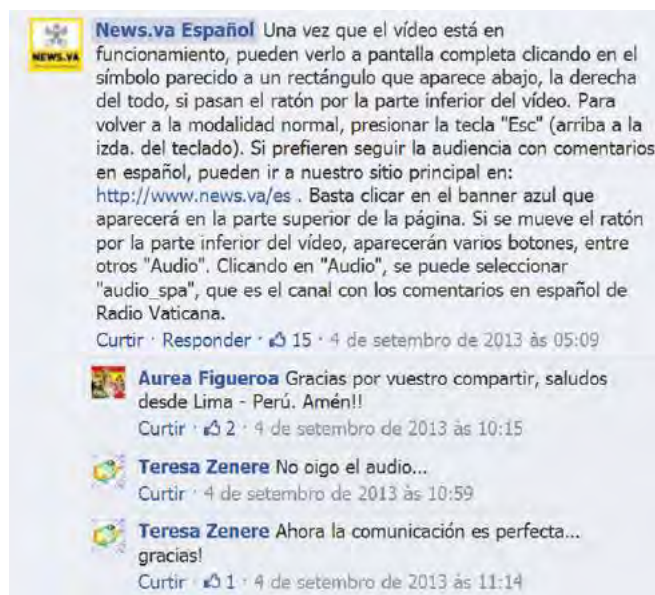 NEWS.VA
News.va Español Una vez que el vídeo está en
funcionamiento, pueden verlo a pantalla completa clicando en el
símbolo parecido a un rectángulo que aparece abajo, la derecha
del todo, si pasan el ratón por la parte inferior del vídeo. Para
volver a la modalidad normal, presionar la tecla "Esc" (arriba a la
izda. del teclado). Si prefieren seguir la audiencia con comentarios
en español, pueden ir a nuestro sitio principal en:
http://www.news.va/es . Basta clicar en el banner azul que
aparecerá en la parte superior de la página. Si se mueve el ratón
por la parte inferior del vídeo, aparecerán varios botones, entre
otros "Audio". Clicando en "Audio", se puede seleccionar
"audio_spa", que es el canal con los comentarios en español de
Radio Vaticana.
Curtir · Responder · 15 · 4 de setembro de 2013 às 05:09
Aurea Figueroa Gracias por vuestro compartir, saludos
desde Lima - Perú. Amén!!
Curtir · 2 · 4 de setembro de 2013 às 10:15
Teresa Zenere No oigo el audio...
Curtir · 4 de setembro de 2013 às 10:59
Teresa Zenere Ahora la comunicación es perfecta...
gracias!
Curtir · 1 · 4 de setembro de 2013 às 11:14